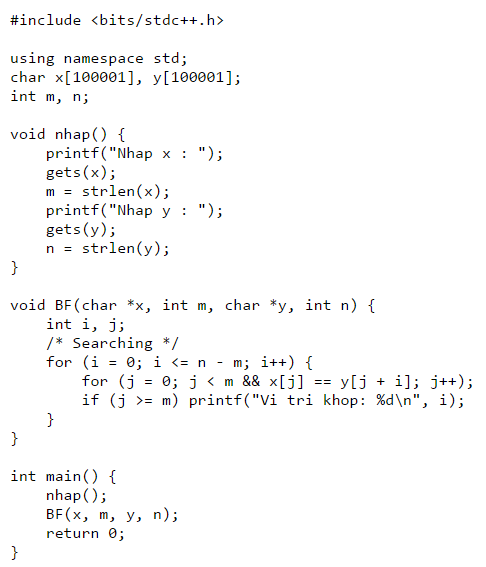 #include <bits/stdc++.h>

using namespace std;
char x[100001], y[100001];
int m, n;

void nhap() {
    printf("Nhap x : ");
    gets(x);
    m = strlen(x);
    printf("Nhap y : ");
    gets(y);
    n = strlen(y);
}

void BF(char *x, int m, char *y, int n) {
    int i, j;
    /* Searching */
    for (i = 0; i <= n - m; i++) {
        for (j = 0; j < m && x[j] == y[j + i]; j++);
        if (j >= m) printf("Vi tri khop: %d\n", i);
    }
}

int main() {
    nhap();
    BF(x, m, y, n);
    return 0;
}